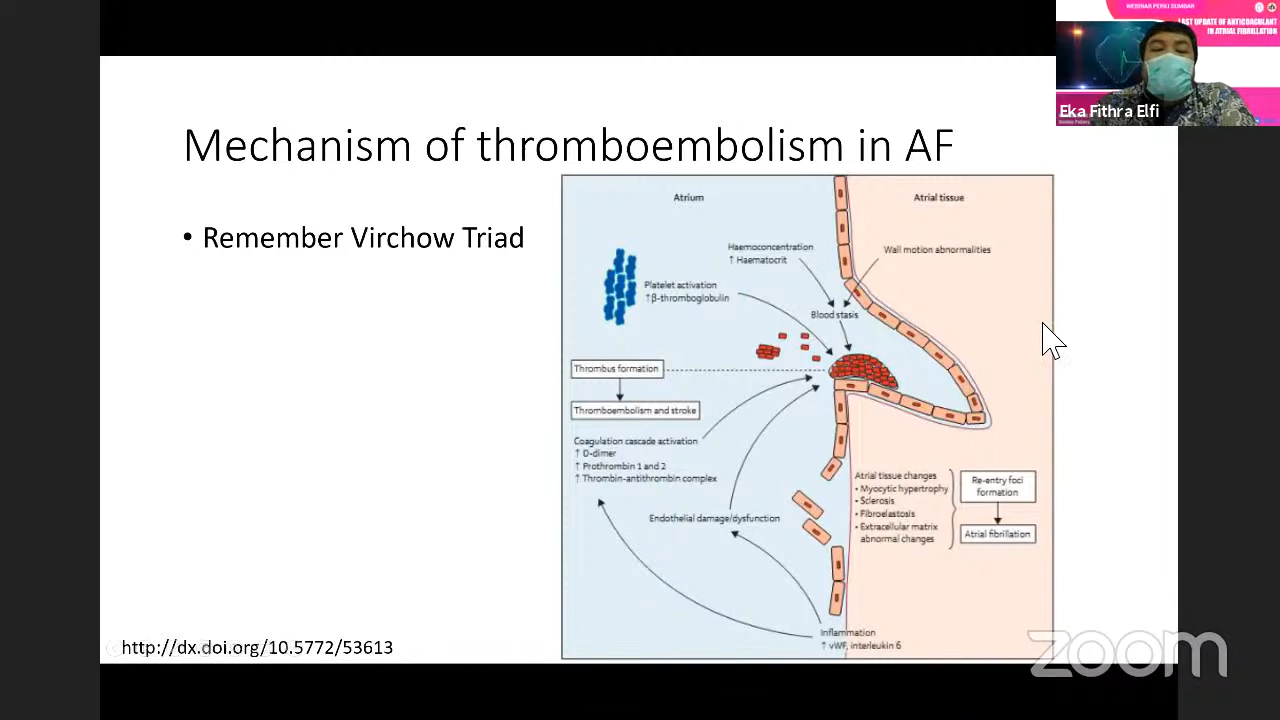 WEBINAR PERKI SUMBAR
LAST UPDATE OF ANTICOAGULANT
IN ATRIAL FIBRILLATION
Eka Fithra Elfi
Mechanism of thromboembolism in AF
• Remember Virchow Triad
Atrium
Atrial tissue
Haemoconcentration
↑ Haematocrit
Wall motion abnormalities
Platelet activation
↑β-thromboglobulin
Blood stasis
Thrombus formation
Thromboembolism and stroke
Coagulation cascade activation
↑ D-dimer
↑ Prothrombin 1 and 2
↑ Thrombin-antithrombin complex
Endothelial damage/dysfunction
Atrial tissue changes
• Myocytic hypertrophy
• Sclerosis
• Fibroelastosis
• Extracellular matrix
abnormal changes
Re-entry foci
formation
Atrial fibrillation
Inflammation
↑ vWF, interleukin 6
http://dx.doi.org/10.5772/53613
zoom